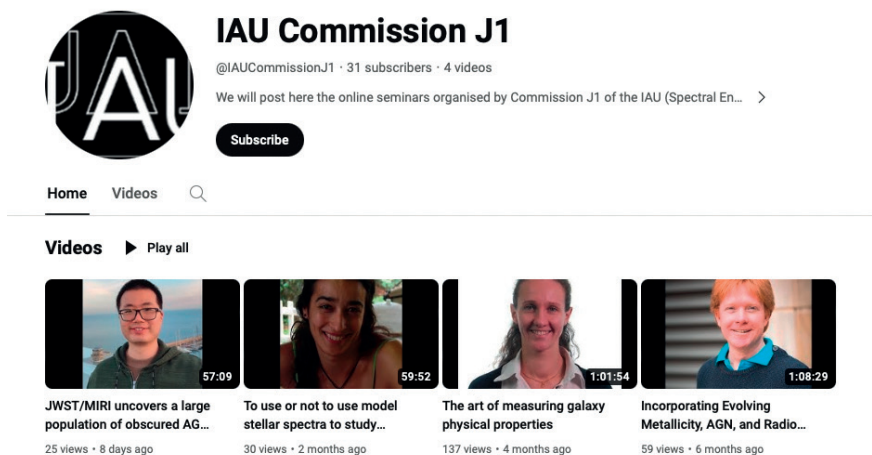 IAU
IAU Commission J1
@IAUCommissionJ1 · 31 subscribers · 4 videos
We will post here the online seminars organised by Commission J1 of the IAU (Spectral En...
Subscribe
Home Videos
Videos Play all
57:09 59:52 1:01:54 1:08:29
JWST/MIRI uncovers a large To use or not to use model The art of measuring galaxy Incorporating Evolving
population of obscured AG... stellar spectra to study... physical properties Metallicity, AGN, and Radio...
25 views • 8 days ago 30 views • 2 months ago 137 views • 4 months ago 59 views • 6 months ago